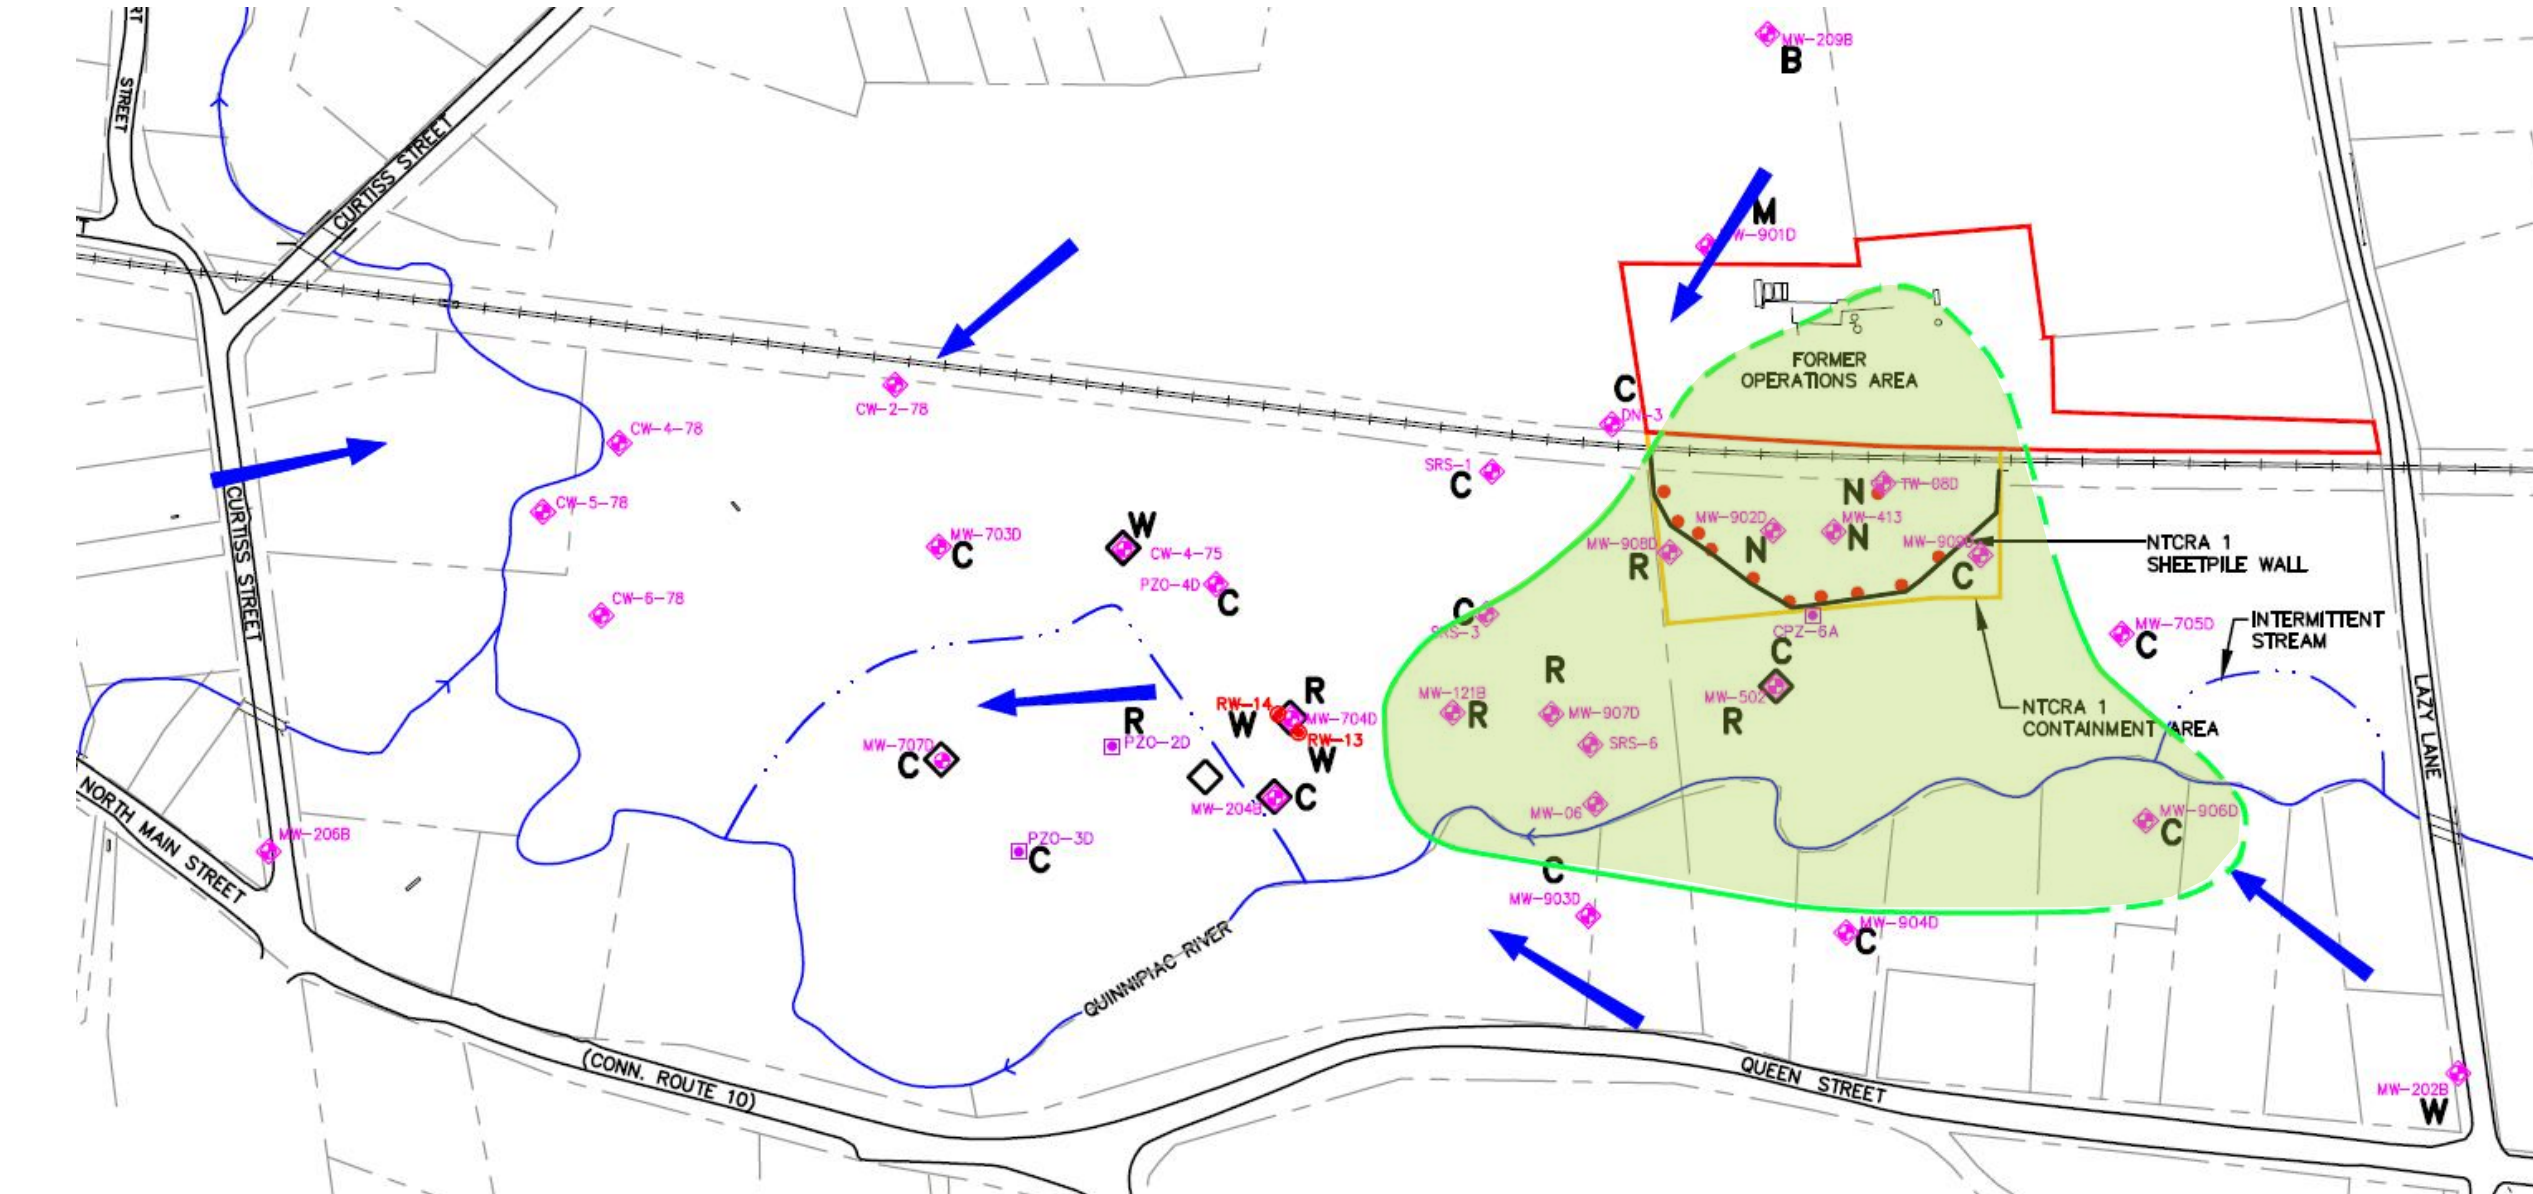 RT
STREET
CURTISS STREET
MW-209B
B
M
MW-901D
T
FORMER
OPERATIONS AREA
C
DN-3
CW-2-78
CW-4-78
SRS-1
C
CW-5-78
CURTISS STREET
N
TW-08D
MW-902D
N
MW-413
N
MW-908D
R
MW-909D
C
NTCRA 1
SHEETPILE WALL
MW-703D
C
W
CW-4-75
PZO-4D
C
CW-6-78
C
SRS-3
CPZ-6A
C
MW-705D
C
INTERMITTENT
STREAM
R
MW-121B
R
MW-907D
SRS-6
MW-502
R
NTCRA 1
CONTAINMENT AREA
LAZY LANE
RW-14
W
R
MW-704D
RW-13
W
R
PZO-2D
MW-707D
C
MW-204B
C
MW-06
MW-906D
C
NORTH MAIN STREET
MW-206B
PZO-3D
C
C
MW-903D
MW-904D
C
QUINNIPIAC RIVER
(CONN. ROUTE 10)
QUEEN STREET
MW-202B
W